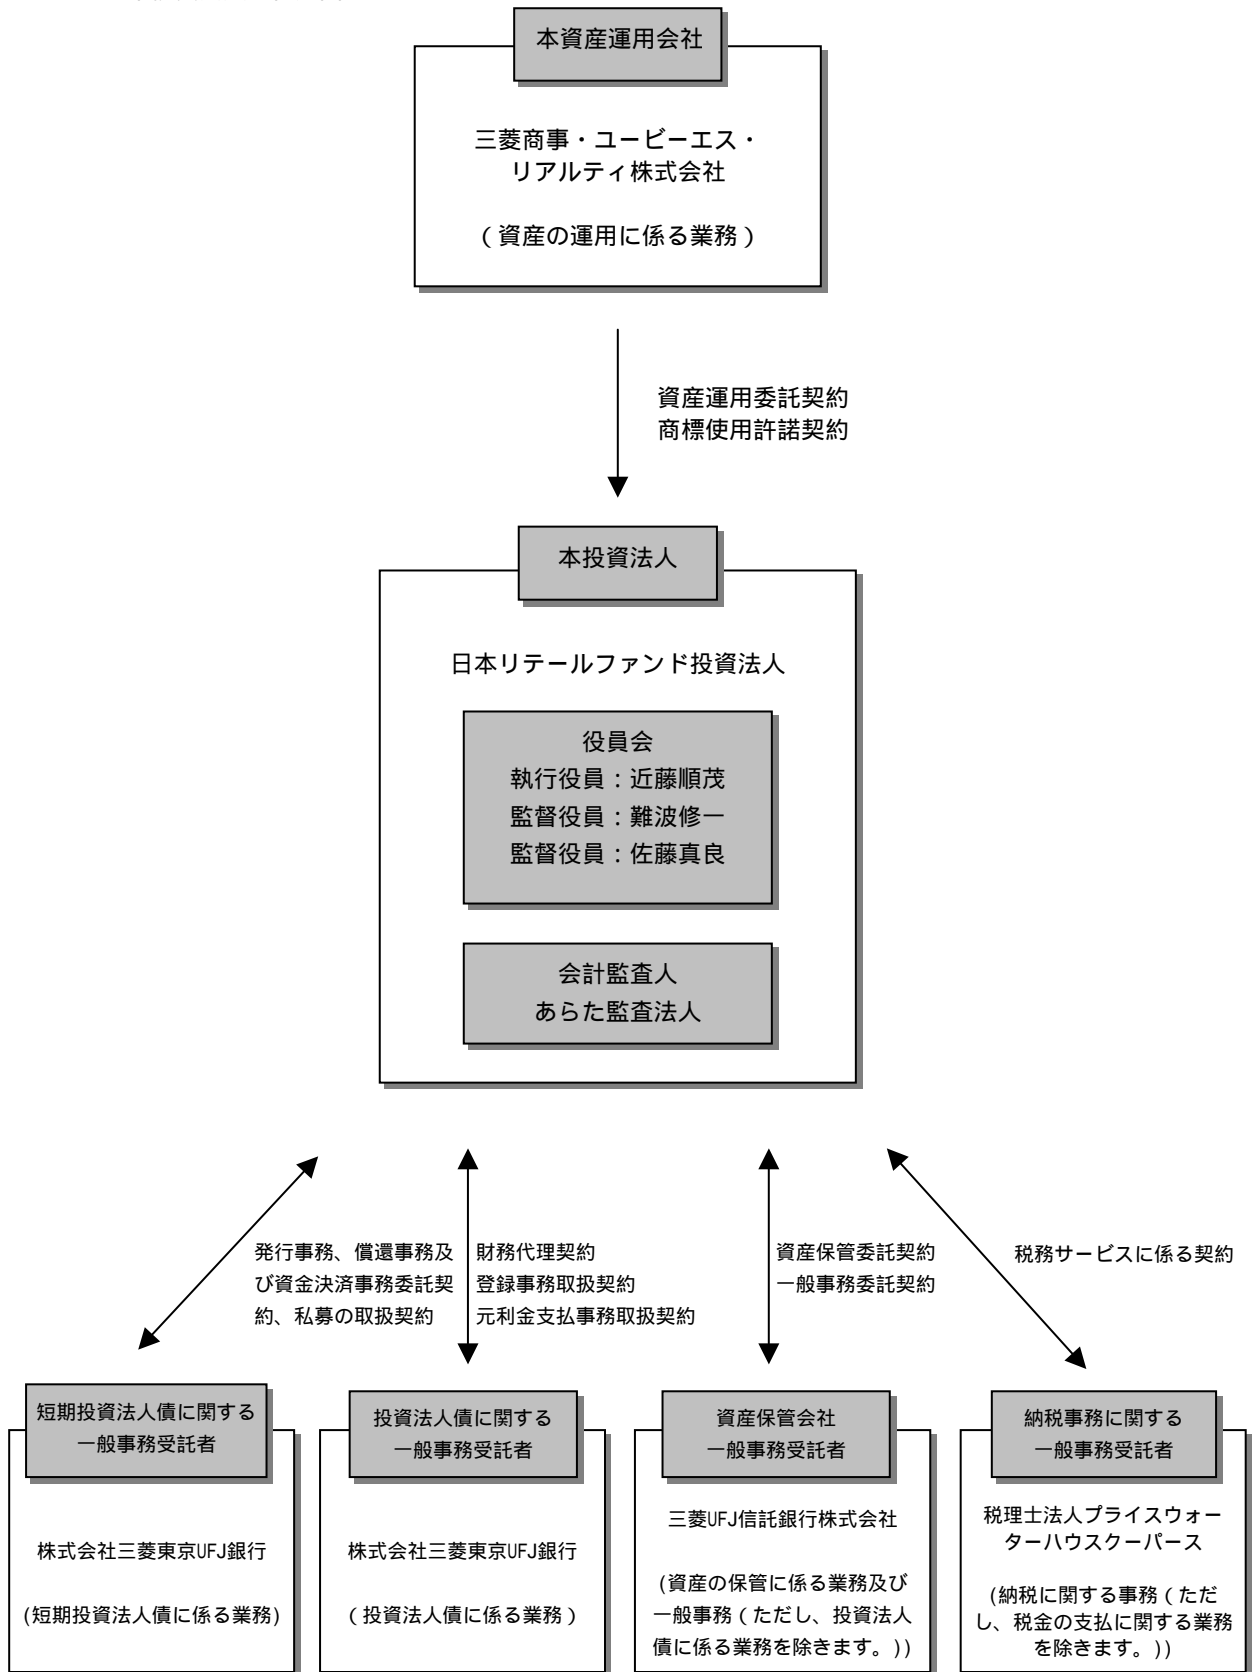 本資産運用会社
三菱商事・ユービーエス・
リアルティ株式会社
(資産の運用に係る業務)
資産運用委託契約
商標使用許諾契約
本投資法人
日本リテールファンド投資法人
役員会
執行役員:近藤順茂
監督役員:難波修一
監督役員:佐藤真良
会計監査人
あらた監査法人
発行事務、償還事務及
び資金決済事務委託契
約、私募の取扱契約
財務代理契約
登録事務取扱契約
元利金支払事務取扱契約
資産保管委託契約
一般事務委託契約
税務サービスに係る契約
短期投資法人債に関する
一般事務受託者
株式会社三菱東京UFJ銀行
(短期投資法人債に係る業務)
投資法人債に関する
一般事務受託者
株式会社三菱東京UFJ銀行
(投資法人債に係る業務)
資産保管会社
一般事務受託者
三菱UFJ信託銀行株式会社
(資産の保管に係る業務及び
一般事務(ただし、投資法人
債に係る業務を除きます。))
納税事務に関する
一般事務受託者
税理士法人プライスウォー
ターハウスクーパース
(納税に関する事務(ただ
し、税金の支払に関する業務
を除きます。))